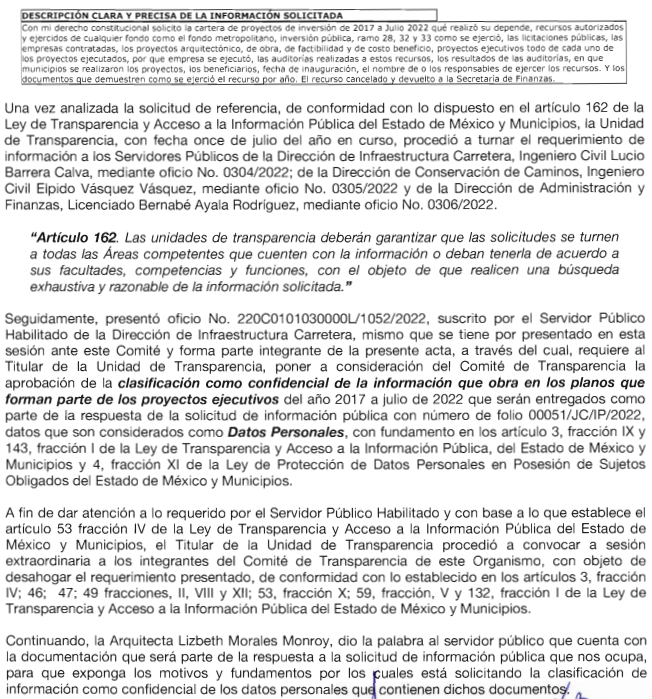 DESCRIPCIÓN CLARA Y PRECISA DE LA INFORMACIÓN SOLICITADA
Con mi derecho constitucional solicito la cartera de proyectos de inversión de 2017 a Julio 2022 qué realizó su depende, recursos autorizados
y ejercidos de cualquier fondo como el fondo metropolitano, inversión pública, ramo 28, 32 y 33 como se ejerció, las licitaciones públicas, las
empresas contratadas, los proyectos arquitectónico, de obra, de factibilidad y de costo beneficio, proyectos ejecutivos todo de cada uno de
los proyectos ejecutados, por que empresa se ejecutó, las auditorías realizadas a estos recursos, los resultados de las auditorías, en que
municipios se realizaron los proyectos, los beneficiarios, fecha de inauguración, el nombre de o los responsables de ejercer los recursos. Y los
documentos que demuestren como se ejerció el recurso por año. El recurso cancelado y devuelto a la Secretaría de Finanzas.
Una vez analizada la solicitud de referencia, de conformidad con lo dispuesto en el artículo 162 de la
Ley de Transparencia y Acceso a la Información Pública del Estado de México y Municipios, la Unidad
de Transparencia, con fecha once de julio del año en curso, procedió a turnar el requerimiento de
información a los Servidores Públicos de la Dirección de Infraestructura Carretera, Ingeniero Civil Lucio
Barrera Calva, mediante oficio No. 0304/2022; de la Dirección de Conservación de Caminos, Ingeniero
Civil Elpido Vásquez Vásquez, mediante oficio No. 0305/2022 y de la Dirección de Administración y
Finanzas, Licenciado Bernabé Ayala Rodríguez, mediante oficio No. 0306/2022.
“Artículo 162. Las unidades de transparencia deberán garantizar que las solicitudes se turnen
a todas las Áreas competentes que cuenten con la información o deban tenerla de acuerdo a
sus facultades, competencias y funciones, con el objeto de que realicen una búsqueda
exhaustiva y razonable de la información solicitada.”
Seguidamente, presentó oficio No. 220C0101030000L/1052/2022, suscrito por el Servidor Público
Habilitado de la Dirección de Infraestructura Carretera, mismo que se tiene por presentado en esta
sesión ante este Comité y forma parte integrante de la presente acta, a través del cual, requiere al
Titular de la Unidad de Transparencia, poner a consideración del Comité de Transparencia la
aprobación de la clasificación como confidencial de la información que obra en los planos que
forman parte de los proyectos ejecutivos del año 2017 a julio de 2022 que serán entregados como
parte de la respuesta de la solicitud de información pública con número de folio 00051/JC/IP/2022,
datos que son considerados como Datos Personales, con fundamento en los artículo 3, fracción IX y
143, fracción I de la Ley de Transparencia y Acceso a la Información Pública, del Estado de México y
Municipios y 4, fracción XI de la Ley de Protección de Datos Personales en Posesión de Sujetos
Obligados del Estado de México y Municipios.
A fin de dar atención a lo requerido por el Servidor Público Habilitado y con base a lo que establece el
artículo 53 fracción IV de la Ley de Transparencia y Acceso a la Información Pública del Estado de
México y Municipios, el Titular de la Unidad de Transparencia procedió a convocar a sesión
extraordinaria a los integrantes del Comité de Transparencia de este Organismo, con objeto de
desahogar el requerimiento presentado, de conformidad con lo establecido en los artículos 3, fracción
IV; 46; 47; 49 fracciones, II, VIII y XII; 53, fracción X; 59, fracción, V y 132, fracción I de la Ley de
Transparencia y Acceso a la Información Pública del Estado de México y Municipios.
Continuando, la Arquitecta Lizbeth Morales Monroy, dio la palabra al servidor público que cuenta con
la documentación que será parte de la respuesta a la solicitud de información pública que nos ocupa,
para que exponga los motivos y fundamentos por los cuales está solicitando la clasificación de
información como confidencial de los datos personales que contienen dichos documentos.